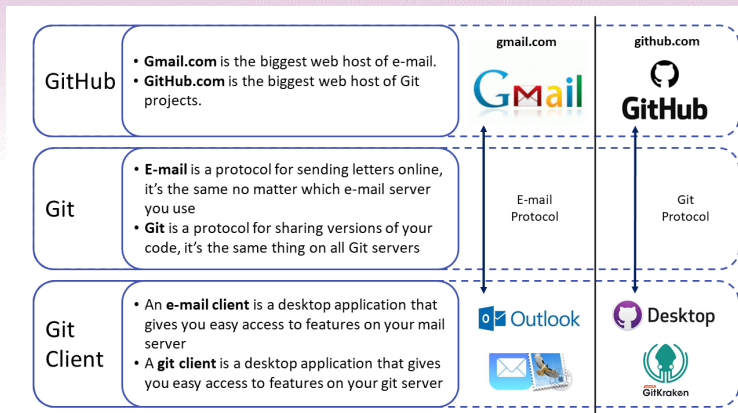 GitHub
• Gmail.com is the biggest web host of e-mail.
• GitHub.com is the biggest web host of Git
projects.
gmail.com
Gmail
github.com
GitHub
Git
• E-mail is a protocol for sending letters online,
it’s the same no matter which e-mail server
you use
• Git is a protocol for sharing versions of your
code, it’s the same thing on all Git servers
E-mail
Protocol
Git
Protocol
Git
Client
• An e-mail client is a desktop application that
gives you easy access to features on your mail
server
• A git client is a desktop application that gives
you easy access to features on your git server
Outlook
Desktop
GitKraken